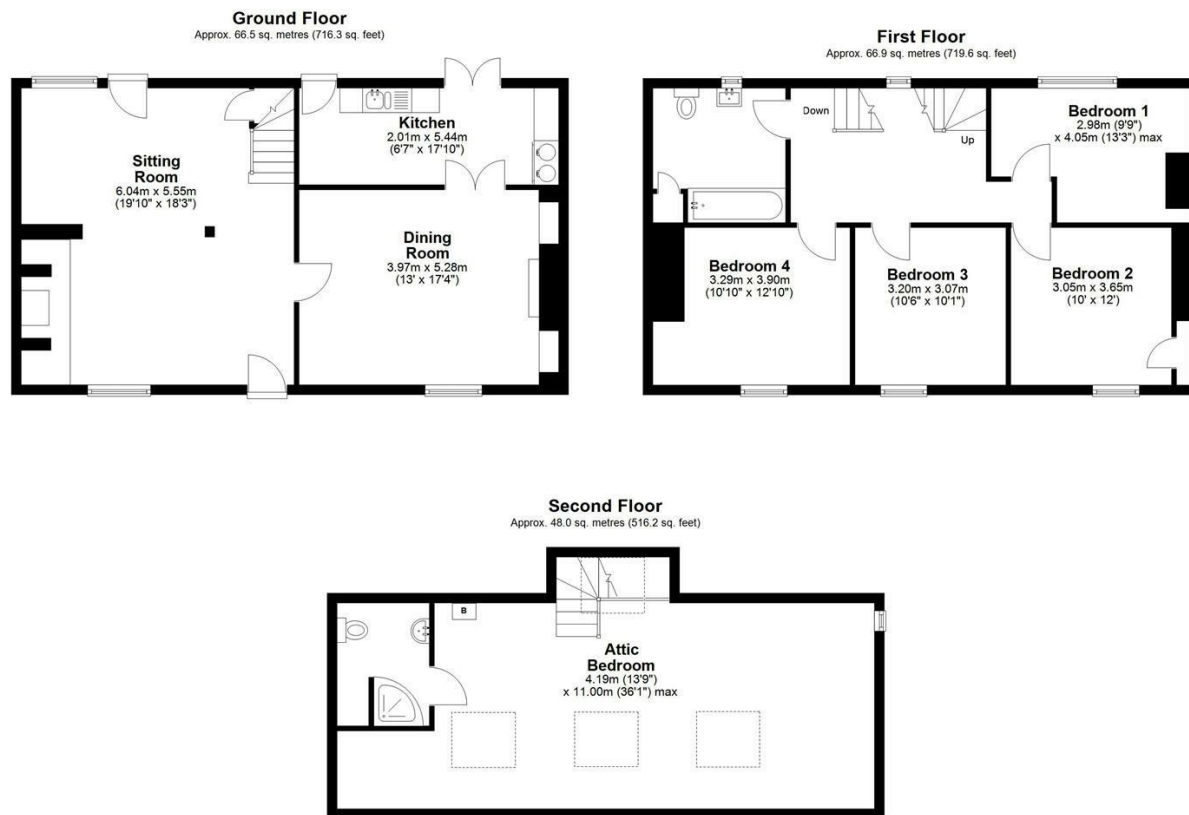 Ground Floor
Approx. 66.5 sq. metres (716.3 sq. feet)
Kitchen
2.01m x 5.44m
(6'7" x 17'10")
Sitting
Room
6.04m x 5.55m
(19'10" x 18'3")
Dining
Room
3.97m x 5.28m
(13' x 17'4")
First Floor
Approx. 66.9 sq. metres (719.6 sq. feet)
Down
Up
Bedroom 1
2.98m (9'9")
x 4.05m (13'3") max
Bedroom 4
3.29m x 3.90m
(10'10" x 12'10")
Bedroom 3
3.20m x 3.07m
(10'6" x 10'1")
Bedroom 2
3.05m x 3.65m
(10' x 12')
Second Floor
Approx. 48.0 sq. metres (516.2 sq. feet)
B
Attic
Bedroom
4.19m (13'9")
x 11.00m (36'1") max